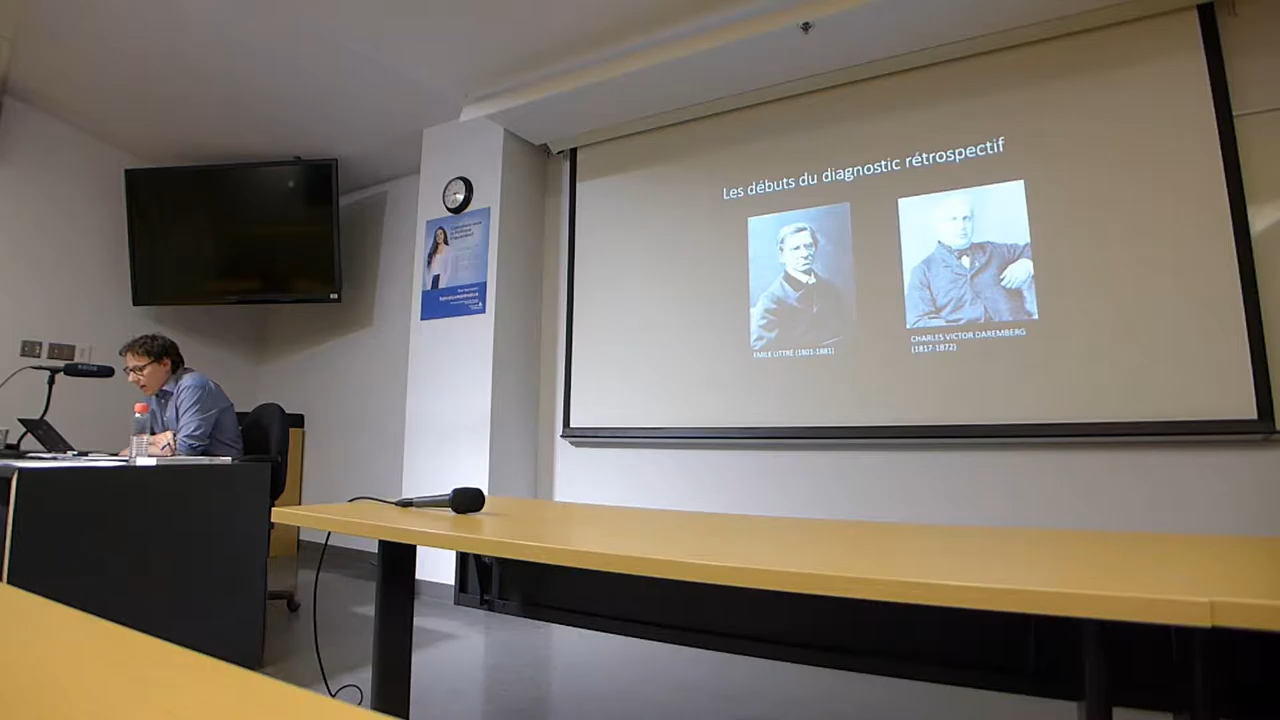 Les débuts du diagnostic rétrospectif
EMILE LITTRÉ (1801-1881)
CHARLES VICTOR DAREMBERG
(1817-1872)